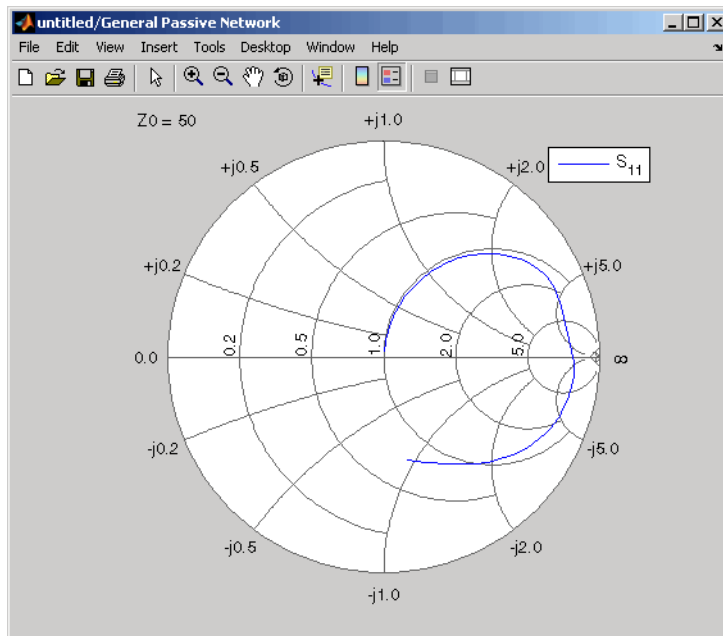 untitled/General Passive Network
File Edit View Insert Tools Desktop Window Help
Z0 = 50
+j1.0
+j0.5
+j2.0
S11
+j0.2
+j5.0
0.0
0.2
0.5
1.0
2.0
5.0
∞
-j0.2
-j5.0
-j0.5
-j2.0
-j1.0